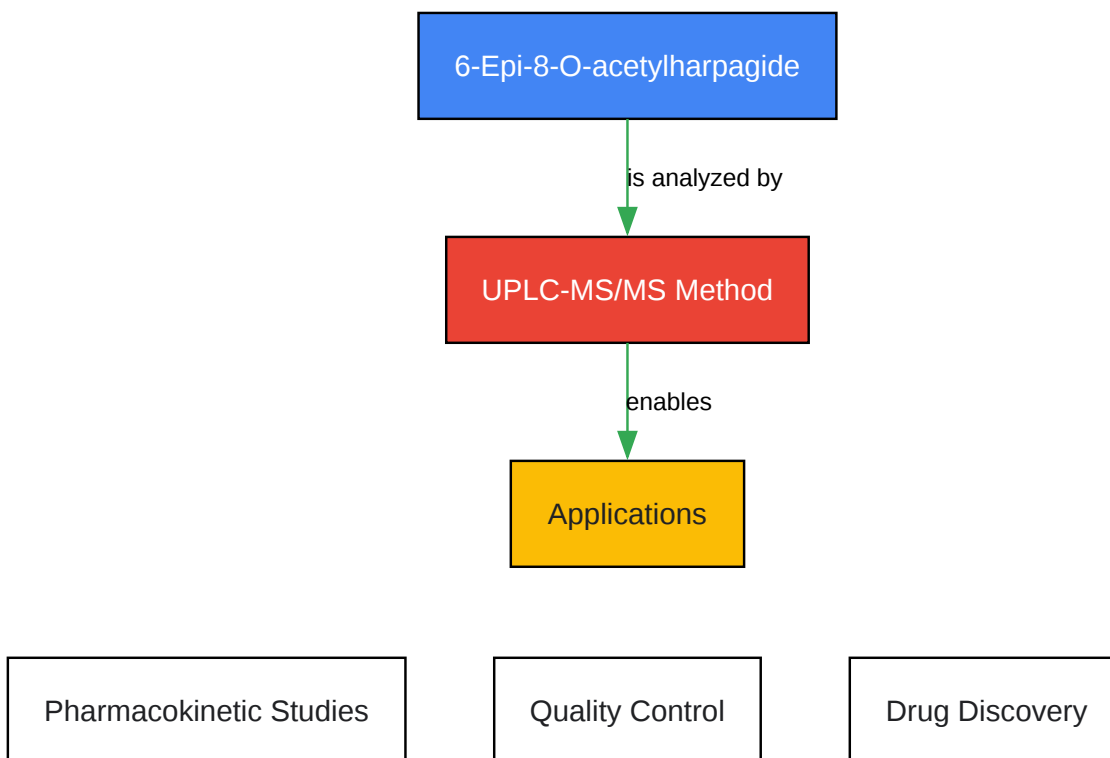 6-Epi-8-O-acetylharpagide
is analyzed by
UPLC-MS/MS Method
enables
Applications
Pharmacokinetic Studies
Quality Control
Drug Discovery